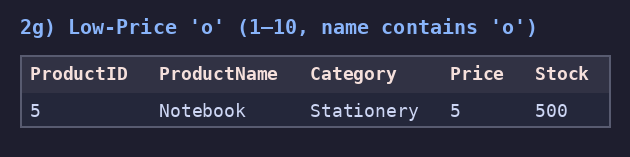 2g) Low-Price 'o' (1–10, name contains 'o')
ProductID ProductName Category Price Stock
5 Notebook Stationery 5 500